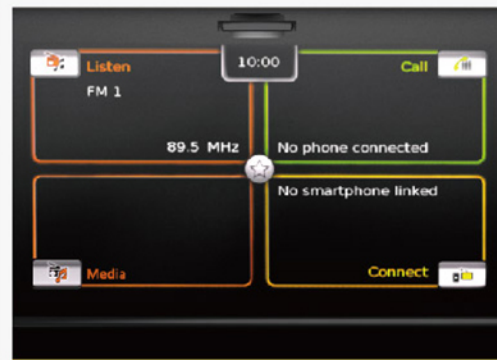 10:00
Listen
FM 1
89.5 MHz
Call
No phone connected
No smartphone linked
Media
Connect